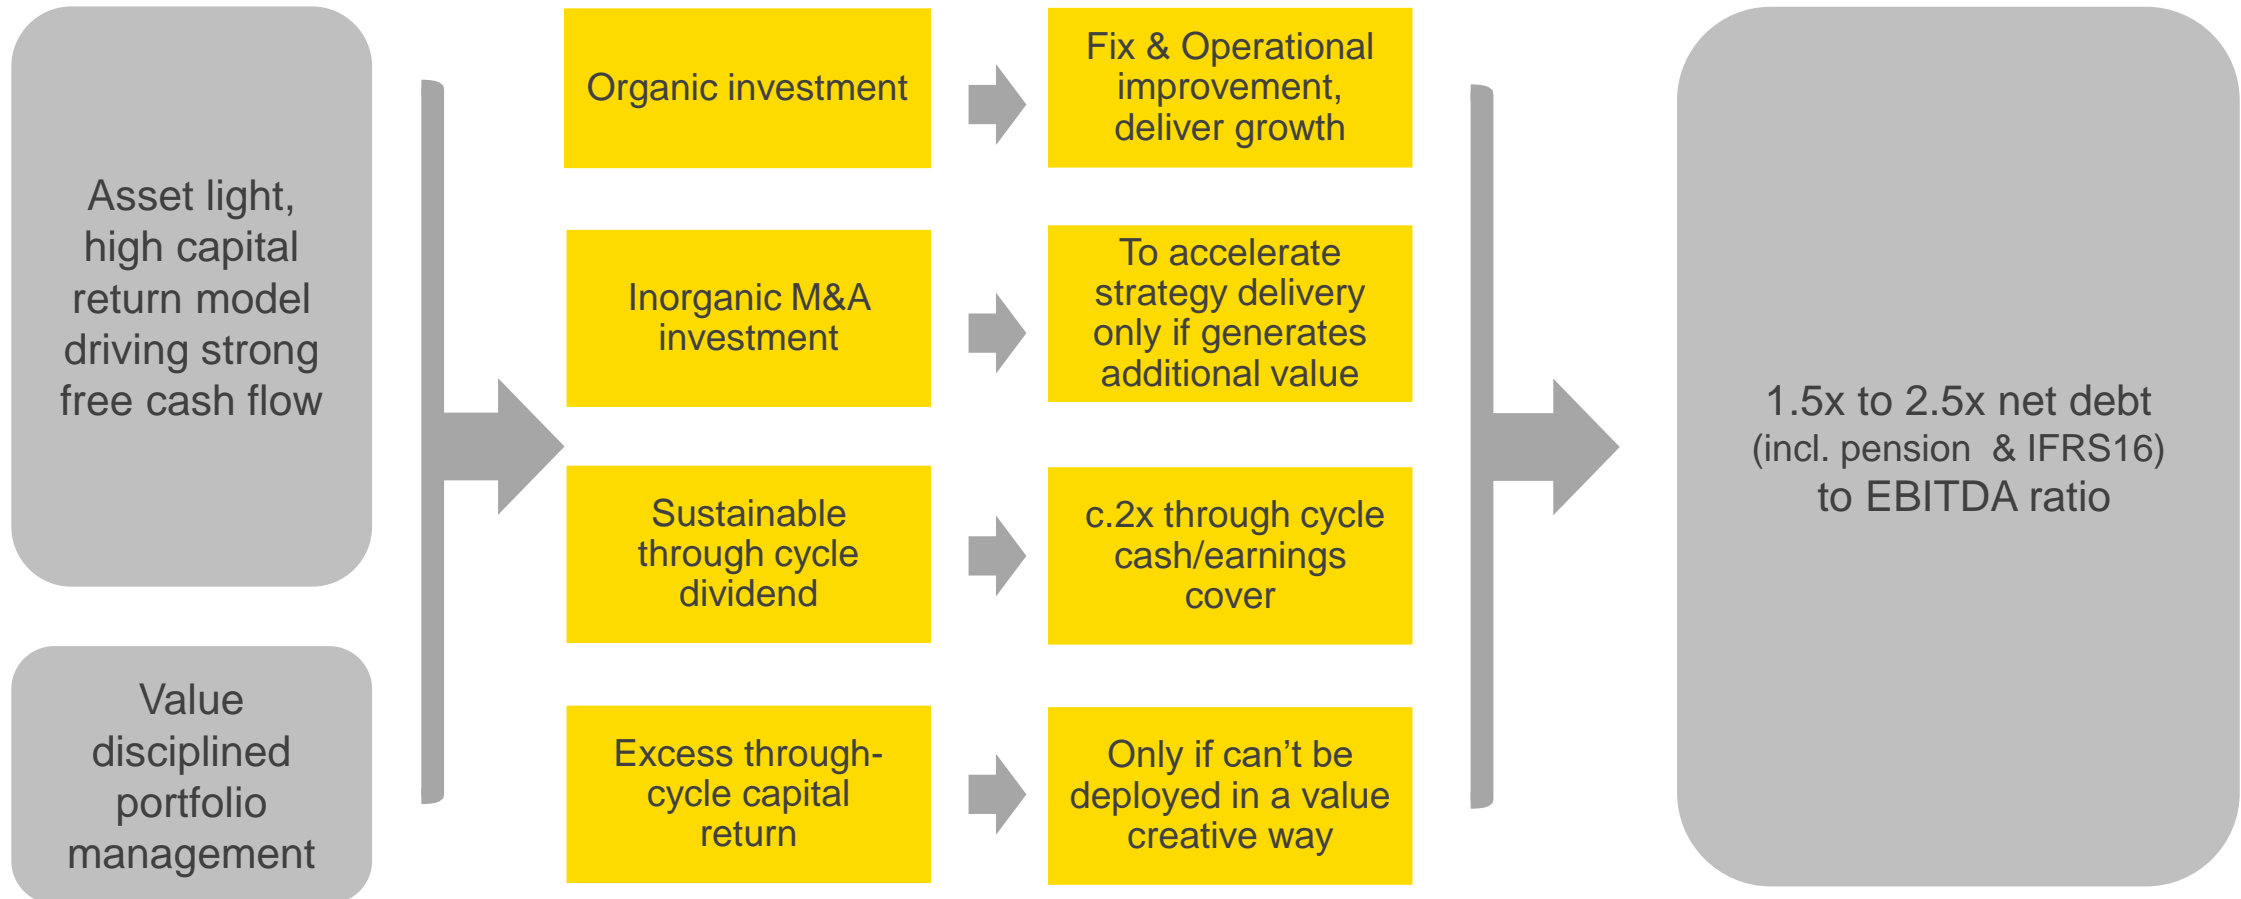 Asset light,
high capital
return model
driving strong
free cash flow
Value
disciplined
portfolio
management
Organic investment
Fix & Operational
improvement,
deliver growth
Inorganic M&A
investment
To accelerate
strategy delivery
only if generates
additional value
Sustainable
through cycle
dividend
c.2x through cycle
cash/earnings
cover
Excess through-
cycle capital
return
Only if can’t be
deployed in a value
creative way
1.5x to 2.5x net debt
(incl. pension & IFRS16)
to EBITDA ratio